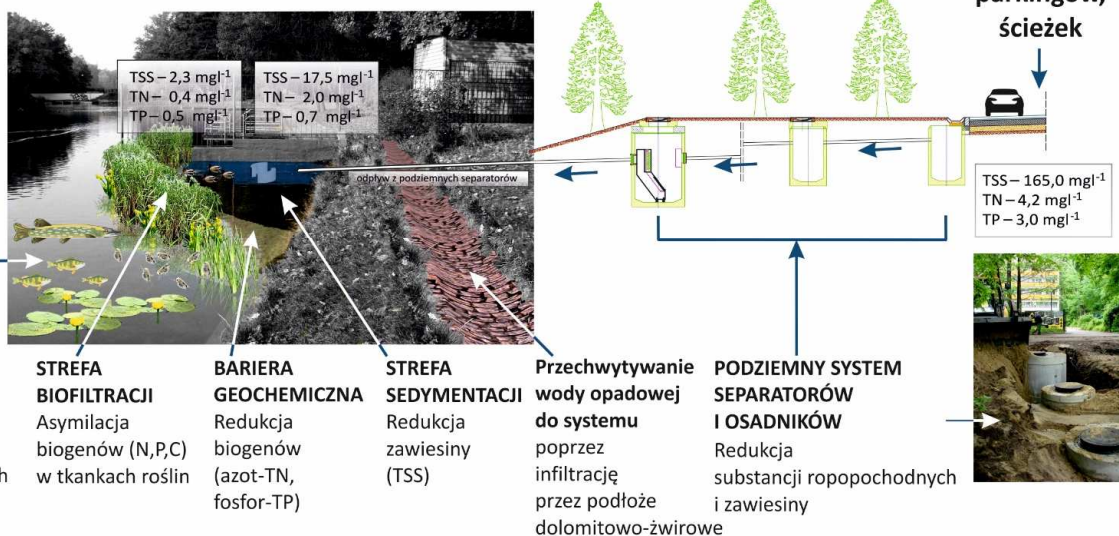 parkingów,
ścieżek
TSS – 2,3 mgl⁻¹
TN – 0,4 mgl⁻¹
TP – 0,5 mgl⁻¹
TSS – 17,5 mgl⁻¹
TN – 2,0 mgl⁻¹
TP – 0,7 mgl⁻¹
odpływ z podziemnych separatorów
TSS – 165,0 mgl⁻¹
TN – 4,2 mgl⁻¹
TP – 3,0 mgl⁻¹
STREFA
BIOFILTRACJI
Asymilacja
biogenów (N,P,C)
w tkankach roślin
BARIERA
GEOCHEMICZNA
Redukcja
biogenów
(azot-TN,
fosfor-TP)
STREFA
SEDYMENTACJI
Redukcja
zawiesiny
(TSS)
Przechwytywanie
wody opadowej
do systemu
poprzez
infiltrację
przez podłoże
dolomitowo-żwirowe
PODZIEMNY SYSTEM
SEPARATORÓW
I OSADNIKÓW
Redukcja
substancji ropopochodnych
i zawiesiny